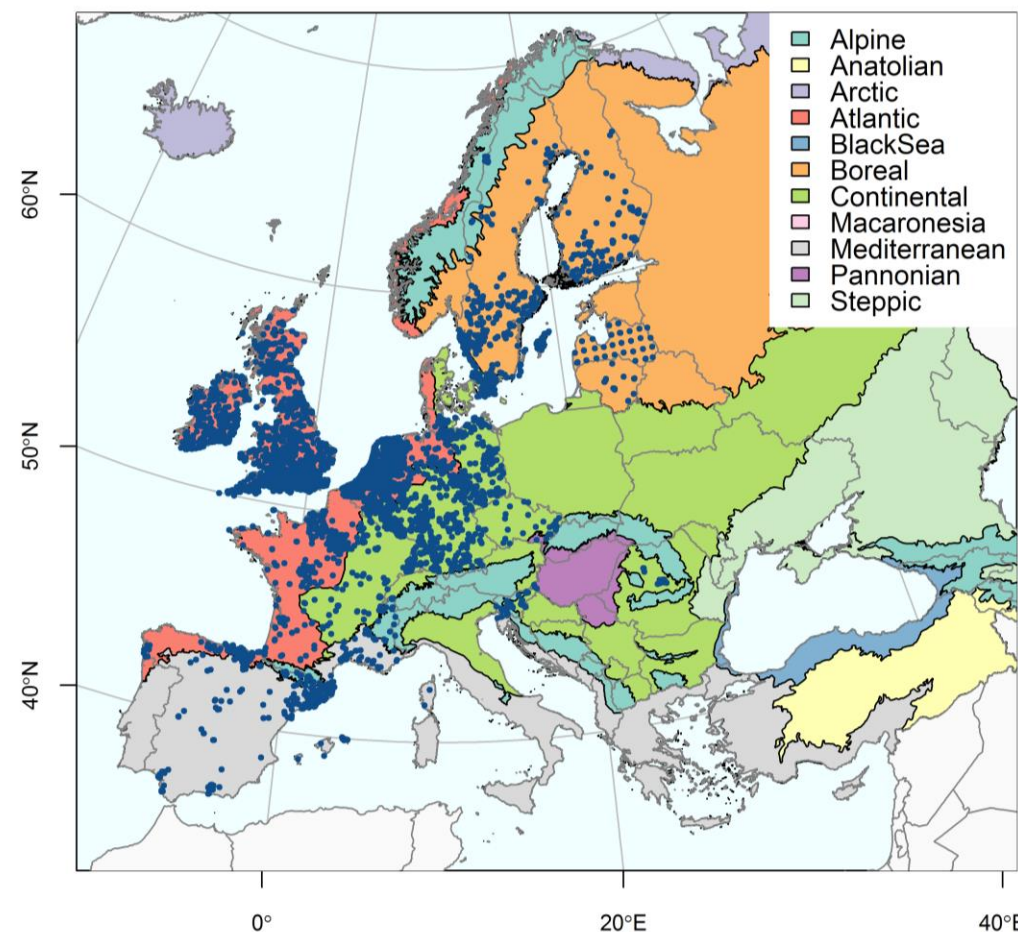 Alpine
Anatolian
Arctic
Atlantic
BlackSea
Boreal
Continental
Macaronesia
Mediterranean
Pannonian
Steppic
60°N
50°N
40°N
0°
20°E
40°E